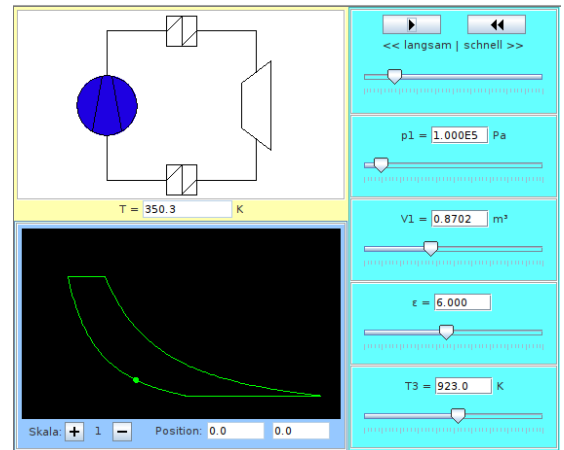 << langsam | schnell >>
p1 = 1.000E5 Pa
T = 350.3 K
V1 = 0.8702 m³
ε = 6.000
T3 = 923.0 K
Skala: + 1 − Position: 0.0 0.0